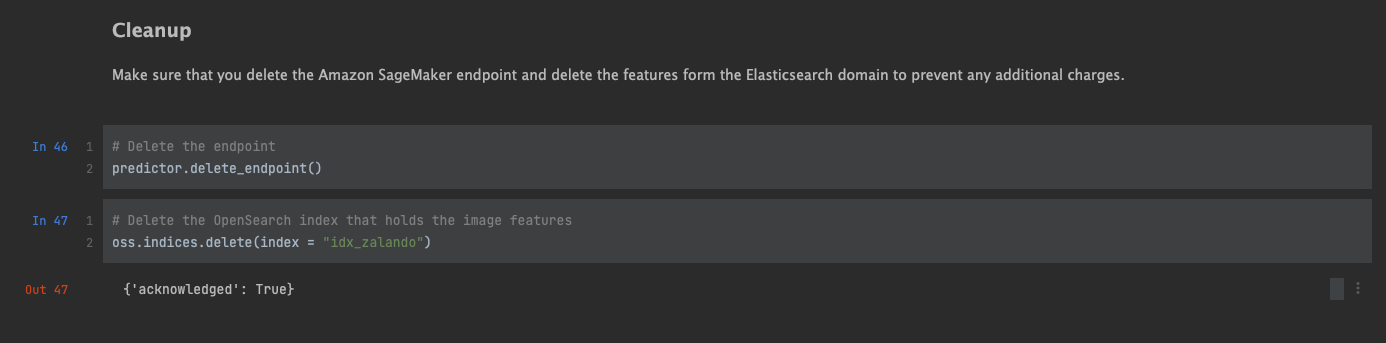 Cleanup
Make sure that you delete the Amazon SageMaker endpoint and delete the features form the Elasticsearch domain to prevent any additional charges.
In 46 1 # Delete the endpoint
2 predictor.delete_endpoint()
In 47 1 # Delete the OpenSearch index that holds the image features
2 oss.indices.delete(index = "idx_zalando")
Out 47 {'acknowledged': True}